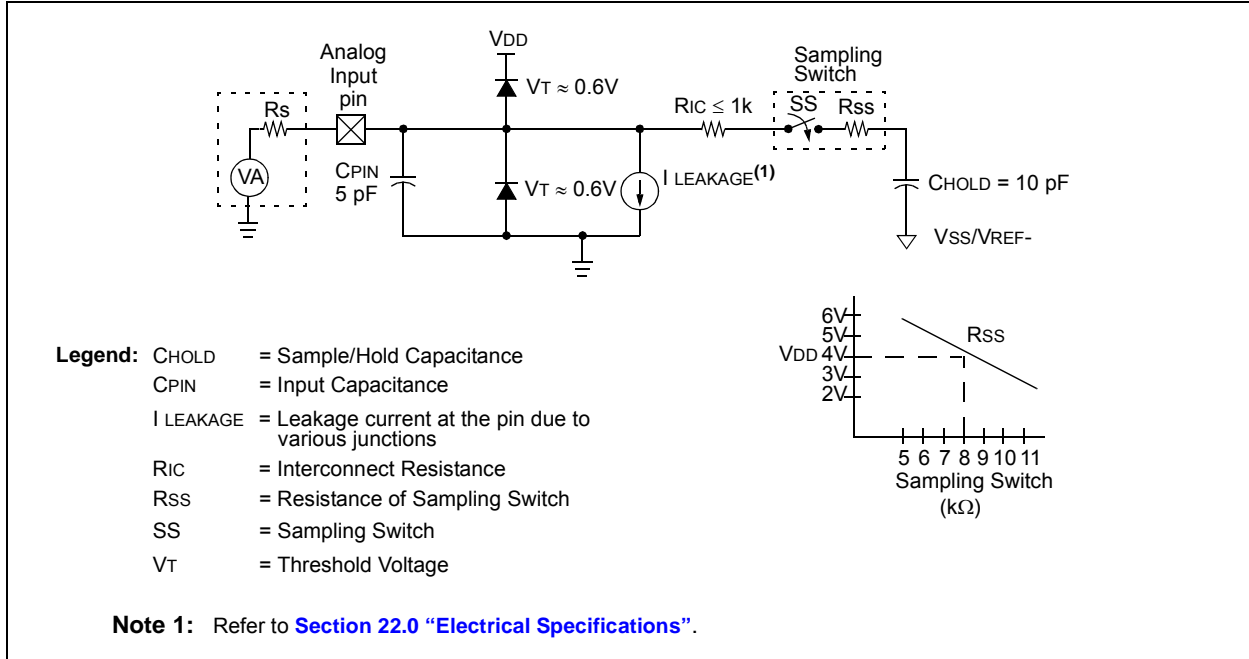 VDD
Analog
Input
pin
VT ≈ 0.6V
Sampling
Switch
Rs
RIC ≤ 1k
SS
Rss
VA
CPIN
5 pF
VT ≈ 0.6V
I LEAKAGE(1)
CHOLD = 10 pF
VSS/VREF-
6V
5V
VDD 4V
3V
2V
RSS
5 6 7 8 9 10 11
Sampling Switch
(kΩ)
Legend: CHOLD = Sample/Hold Capacitance
CPIN = Input Capacitance
I LEAKAGE = Leakage current at the pin due to
various junctions
RIC = Interconnect Resistance
RSS = Resistance of Sampling Switch
SS = Sampling Switch
VT = Threshold Voltage
Note 1: Refer to Section 22.0 “Electrical Specifications”.